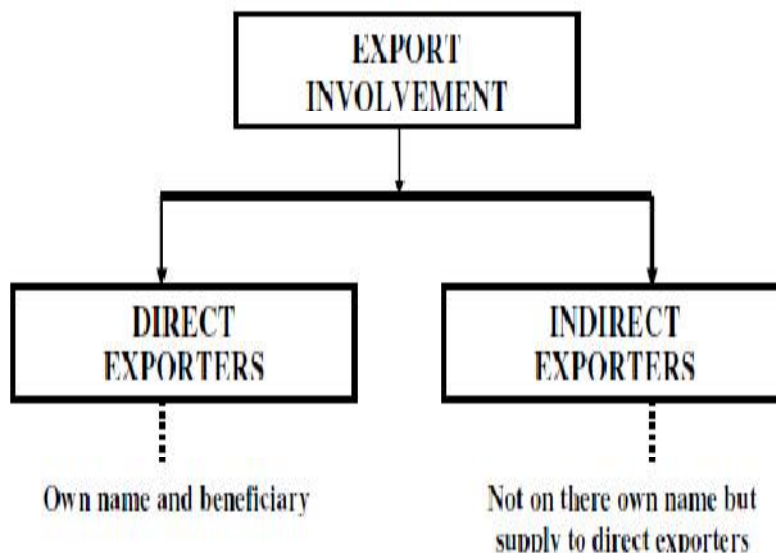 EXPORT
INVOLVEMENT
DIRECT
EXPORTERS
INDIRECT
EXPORTERS
Own name and beneficiary
Not on there own name but
supply to direct exporters